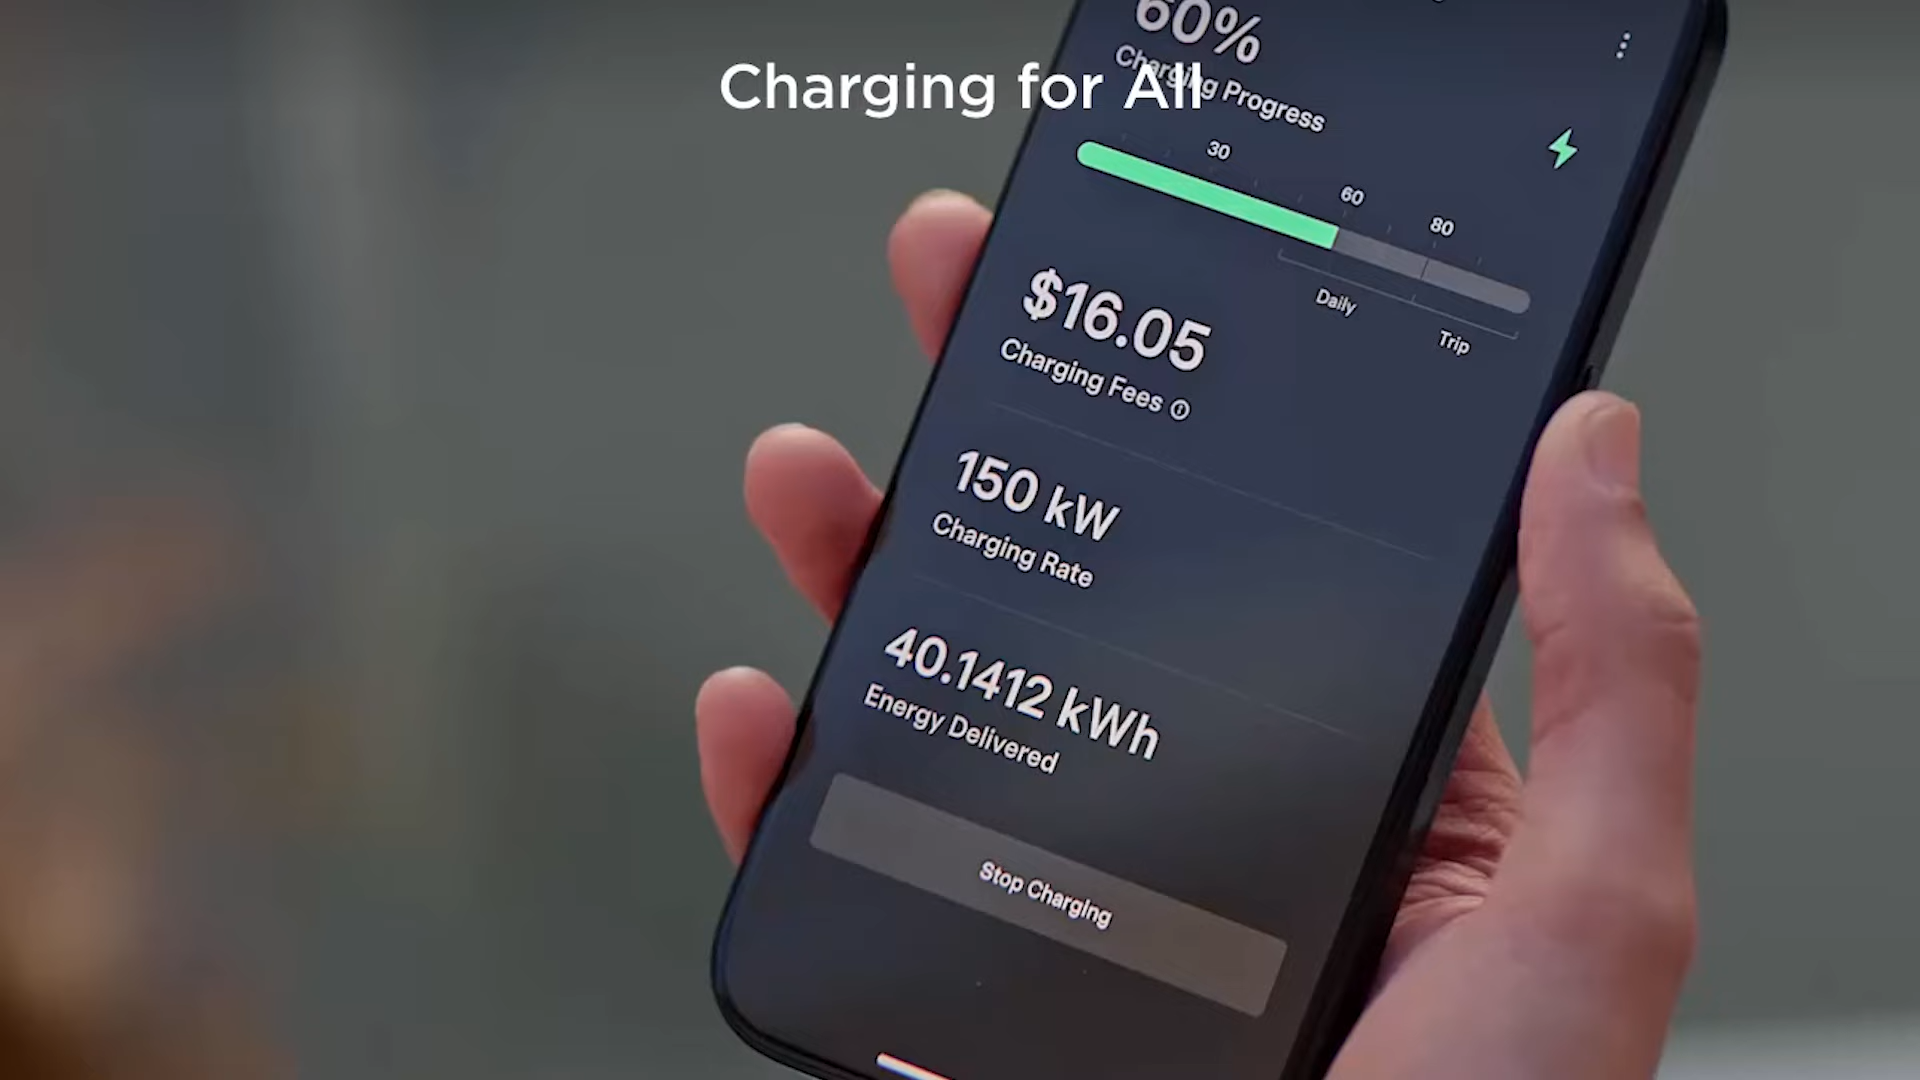 60%
Charging for All
Charging Progress
30
60
80
Daily
Trip
$16.05
Charging Fees
150 kW
Charging Rate
40.1412 kWh
Energy Delivered
Stop Charging